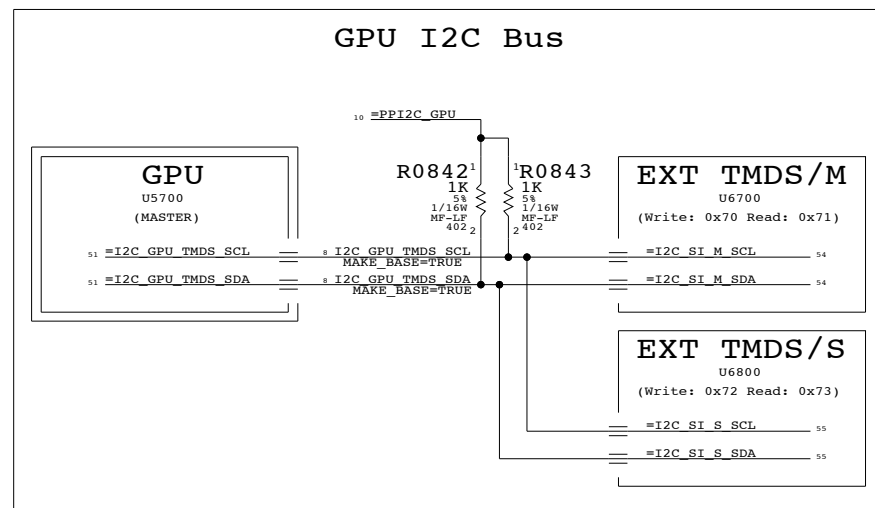 GPU I2C Bus
10 =PPI2C_GPU
GPU
U5700
(MASTER)
R0842 1
1K
5%
1/16W
MF-LF
402 2
1 R0843
1K
5%
1/16W
MF-LF
2 402
EXT TMDS/M
U6700
(Write: 0x70 Read: 0x71)
51 =I2C_GPU_TMDS_SCL
8 I2C_GPU_TMDS_SCL
MAKE_BASE=TRUE
=I2C_SI_M_SCL 54
51 =I2C_GPU_TMDS_SDA
8 I2C_GPU_TMDS_SDA
MAKE_BASE=TRUE
=I2C_SI_M_SDA 54
EXT TMDS/S
U6800
(Write: 0x72 Read: 0x73)
=I2C_SI_S_SCL 55
=I2C_SI_S_SDA 55